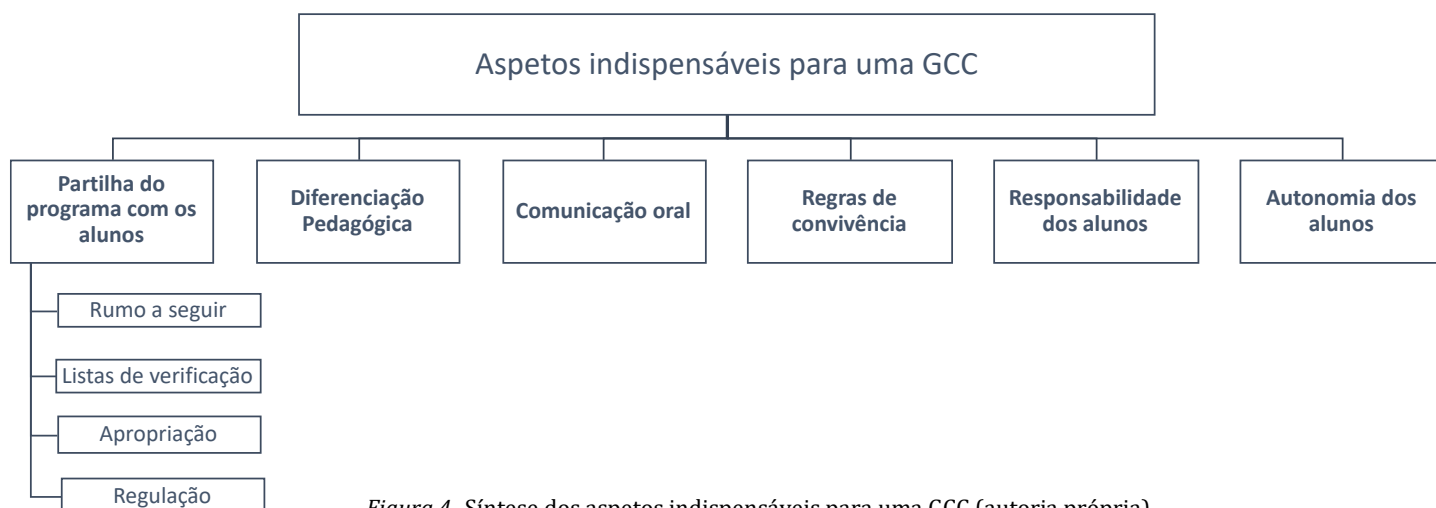 Aspetos indispensáveis para uma GCC
Partilha do
programa com os
alunos
Diferenciação
Pedagógica
Comunicação oral
Regras de
convivência
Responsabilidade
dos alunos
Autonomia dos
alunos
Rumo a seguir
Listas de verificação
Apropriação
Regulação
Figura 4. Síntese dos aspetos indispensáveis para uma GCC (autoria própria)